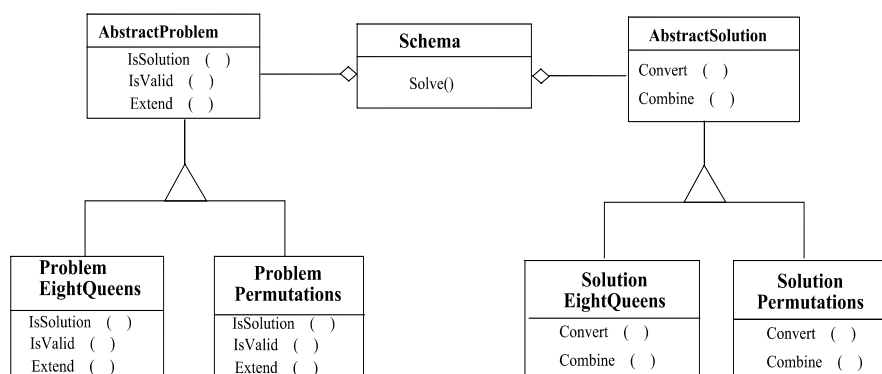 AbstractProblem
IsSolution ( )
IsValid ( )
Extend ( )
Schema
Solve()
AbstractSolution
Convert ( )
Combine ( )
Problem
EightQueens
IsSolution ( )
IsValid ( )
Extend ( )
Problem
Permutations
IsSolution ( )
IsValid ( )
Extend ( )
Solution
EightQueens
Convert ( )
Combine ( )
Solution
Permutations
Convert ( )
Combine ( )